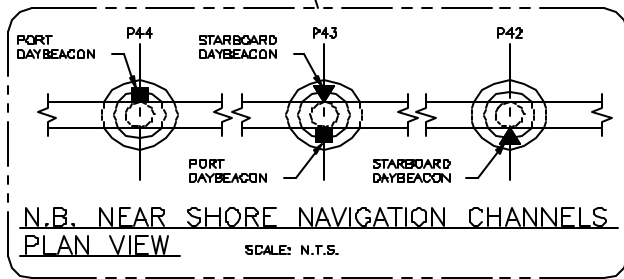 P44
P43
P42
PORT
DAYBEACON
STARBOARD
DAYBEACON
PORT
DAYBEACON
STARBOARD
DAYBEACON
N.B. NEAR SHORE NAVIGATION CHANNELS
PLAN VIEW
SCALE: N.T.S.